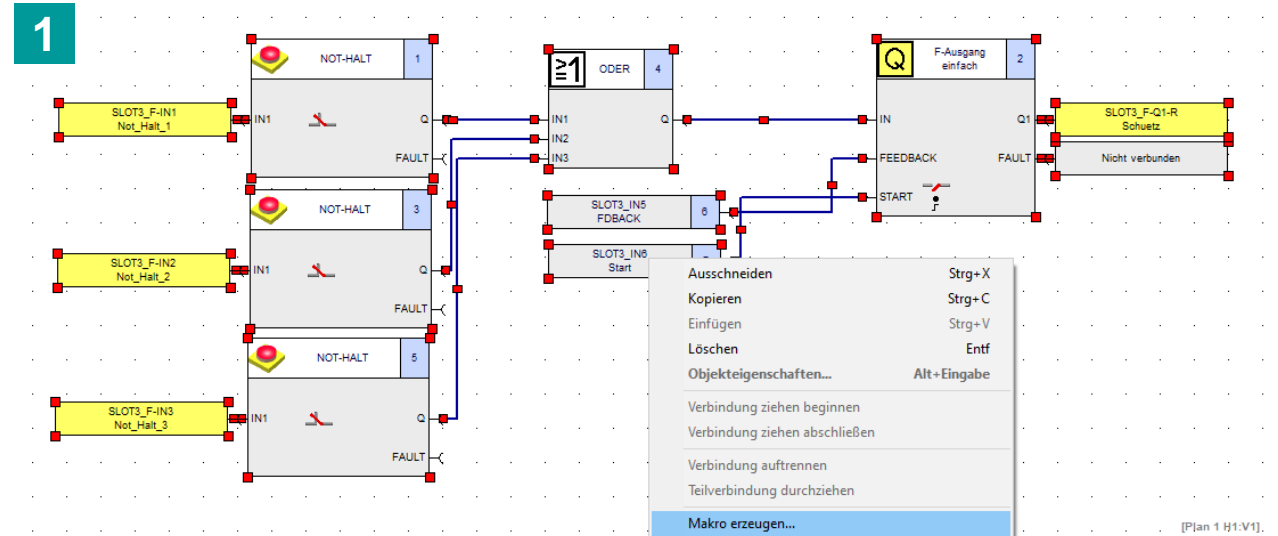 1
NOT-HALT 1
SLOT3_F-IN1
Not_Halt_1
IN1 Q
FAULT
NOT-HALT 3
SLOT3_F-IN2
Not_Halt_2
IN1 Q
FAULT
NOT-HALT 5
SLOT3_F-IN3
Not_Halt_3
IN1 Q
FAULT
≥1 ODER 4
IN1 Q
IN2
IN3
SLOT3_IN5
FDBACK
6
SLOT3_IN6
Start
Q F-Ausgang
einfach
2
IN Q1
FEEDBACK FAULT
START
SLOT3_F-Q1-R
Schuetz
Nicht verbunden
Ausschneiden Strg+X
Kopieren Strg+C
Einfügen Strg+V
Löschen Entf
Objekteigenschaften... Alt+Eingabe
Verbindung ziehen beginnen
Verbindung ziehen abschließen
Verbindung auftrennen
Teilverbindung durchziehen
Makro erzeugen...
[Plan 1 H1:V1]